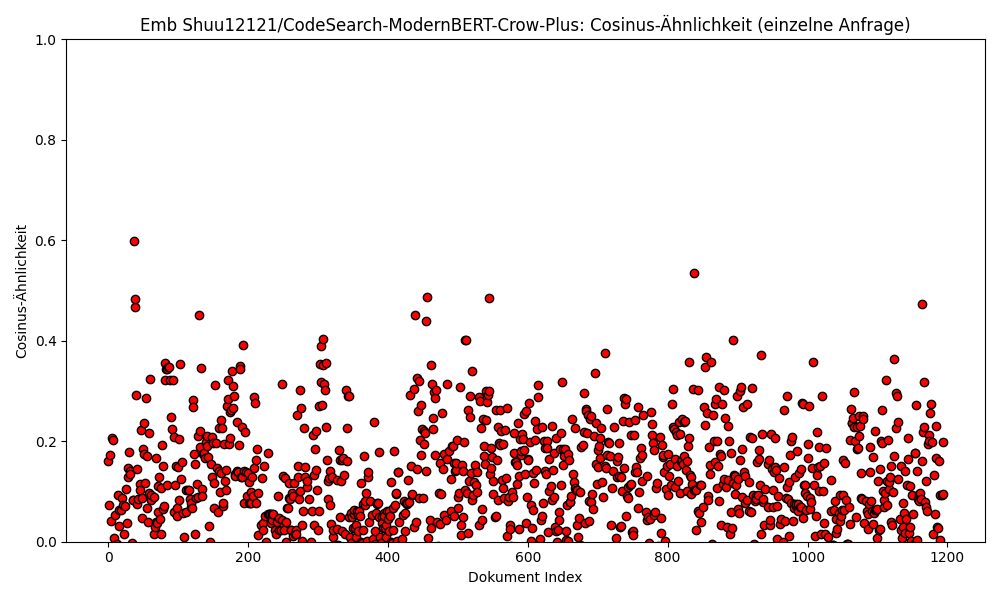 Emb Shuu12121/CodeSearch-ModernBERT-Crow-Plus: Cosinus-Ähnlichkeit (einzelne Anfrage)
1.0
0.8
0.6
0.4
0.2
0.0
Cosinus-Ähnlichkeit
0 200 400 600 800 1000 1200
Dokument Index